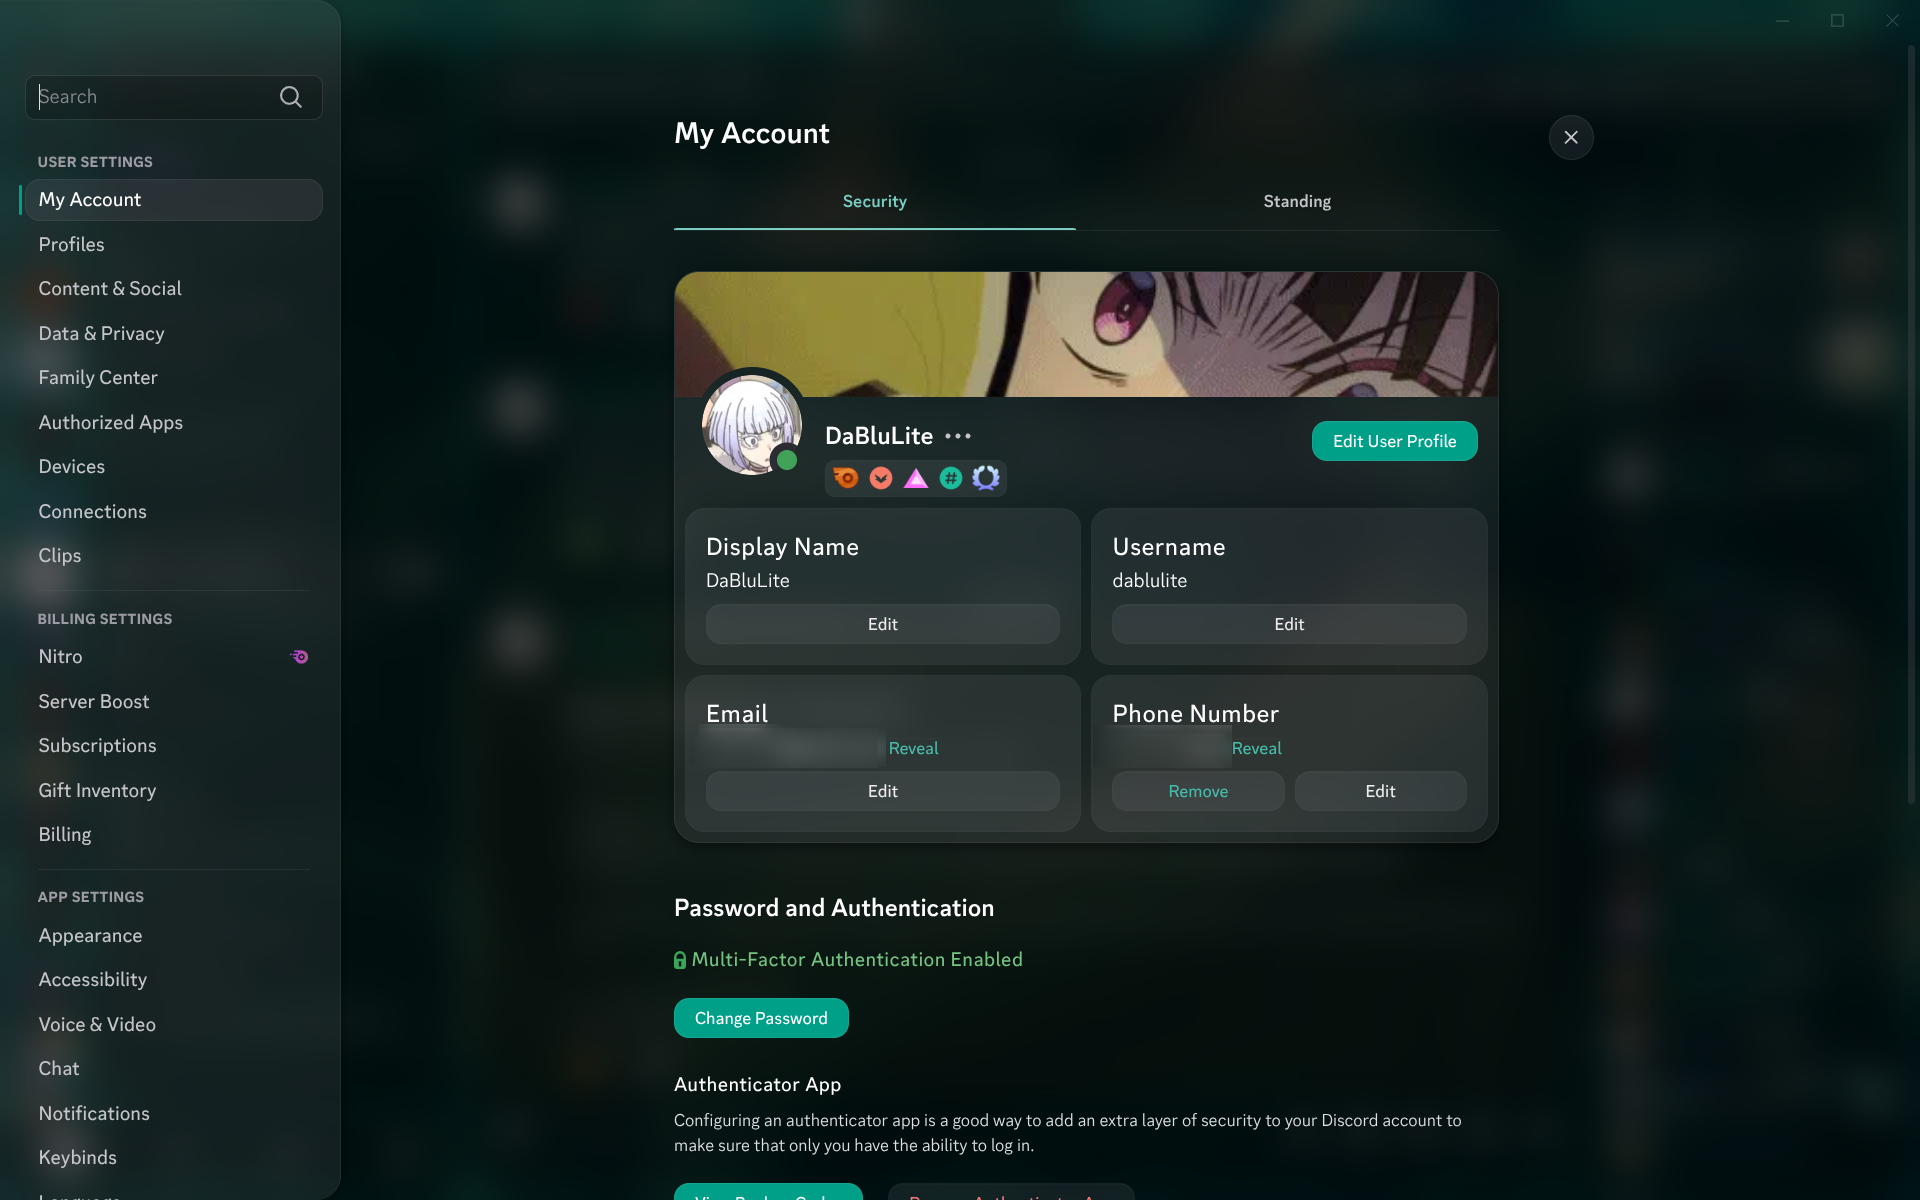 Search
USER SETTINGS
My Account
Profiles
Content & Social
Data & Privacy
Family Center
Authorized Apps
Devices
Connections
Clips
BILLING SETTINGS
Nitro
Server Boost
Subscriptions
Gift Inventory
Billing
APP SETTINGS
Appearance
Accessibility
Voice & Video
Chat
Notifications
Keybinds
My Account
Security
Standing
DaBluLite
Edit User Profile
Display Name
DaBluLite
Edit
Username
dablulite
Edit
Email
Reveal
Edit
Phone Number
Reveal
Remove
Edit
Password and Authentication
Multi-Factor Authentication Enabled
Change Password
Authenticator App
Configuring an authenticator app is a good way to add an extra layer of security to your Discord account to
make sure that only you have the ability to log in.